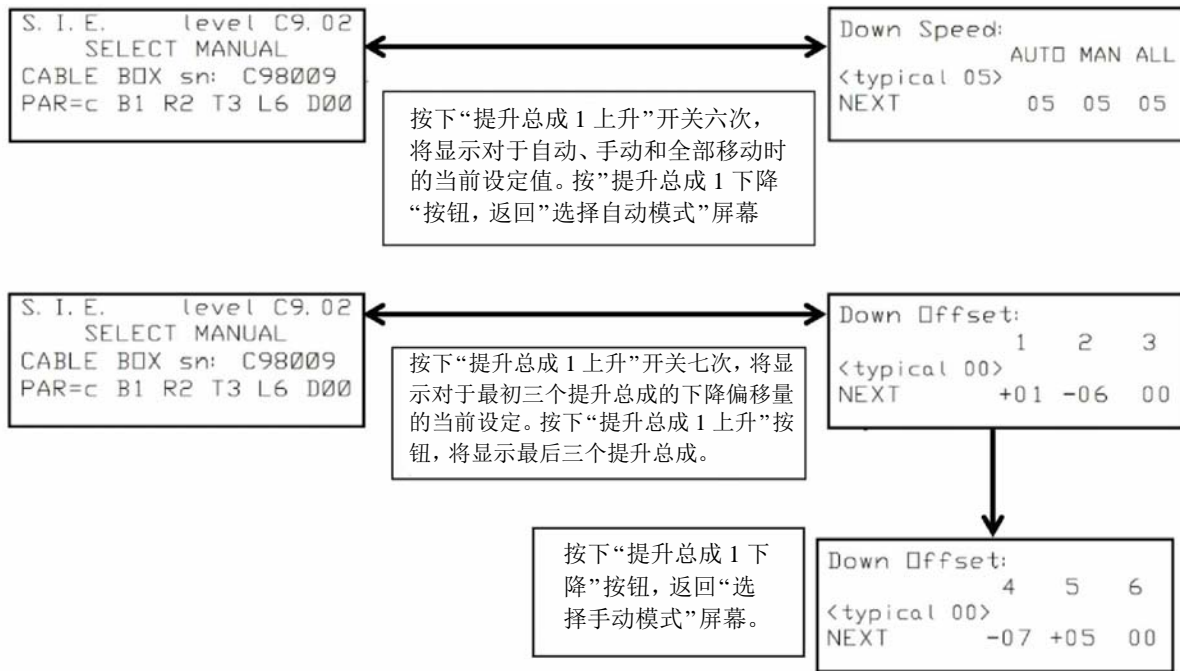 S. I. E. level C9.02
SELECT MANUAL
CABLE BOX sn: C98009
PAR=c B1 R2 T3 L6 D00
Down Speed:
AUTO MAN ALL
<typical 05>
NEXT 05 05 05
按下“提升总成 1 上升”开关六次，
将显示对于自动、手动和全部移动时
的当前设定值。按”提升总成 1 下降
“按钮，返回”选择自动模式”屏幕
S. I. E. level C9.02
SELECT MANUAL
CABLE BOX sn: C98009
PAR=c B1 R2 T3 L6 D00
Down Offset:
1 2 3
<typical 00>
NEXT +01 -06 00
按下“提升总成 1 上升”开关七次，将显
示对于最初三个提升总成的下降偏移量
的当前设定。按下“提升总成 1 上升”按
钮，将显示最后三个提升总成。
按下“提升总成 1 下
降”按钮，返回“选
择手动模式”屏幕。
Down Offset:
4 5 6
<typical 00>
NEXT -07 +05 00